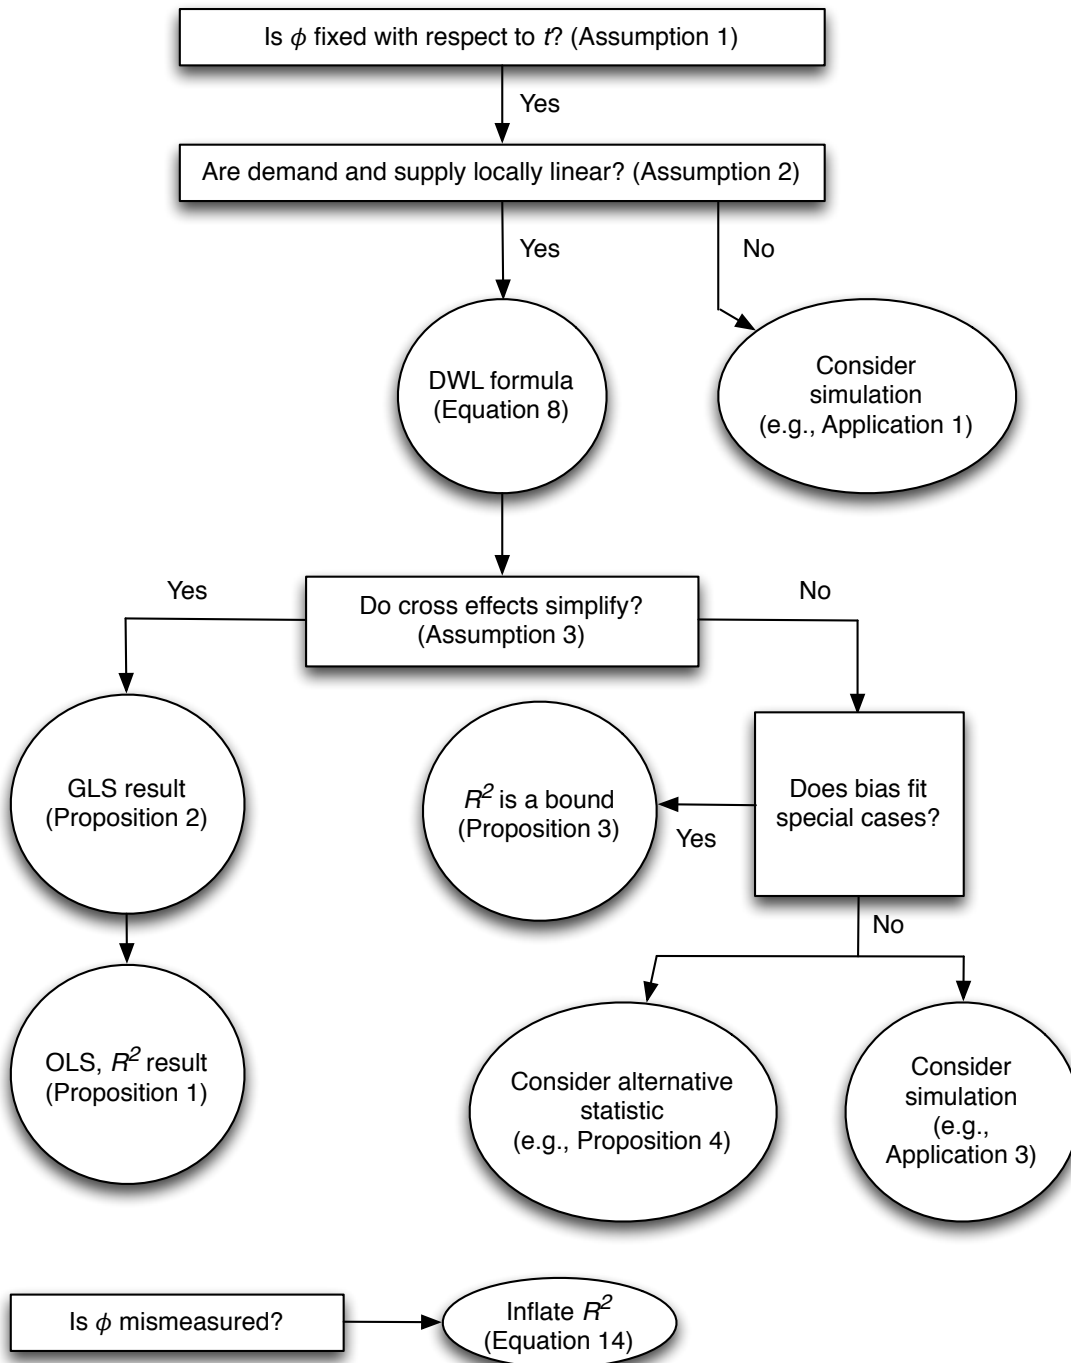 Is ϕ fixed with respect to t? (Assumption 1)
Yes
Are demand and supply locally linear? (Assumption 2)
Yes
No
DWL formula
(Equation 8)
Consider
simulation
(e.g., Application 1)
Yes
Do cross effects simplify?
(Assumption 3)
No
GLS result
(Proposition 2)
R² is a bound
(Proposition 3)
Yes
Does bias fit
special cases?
No
OLS, R² result
(Proposition 1)
Consider alternative
statistic
(e.g., Proposition 4)
Consider
simulation
(e.g.,
Application 3)
Is ϕ mismeasured?
Inflate R²
(Equation 14)